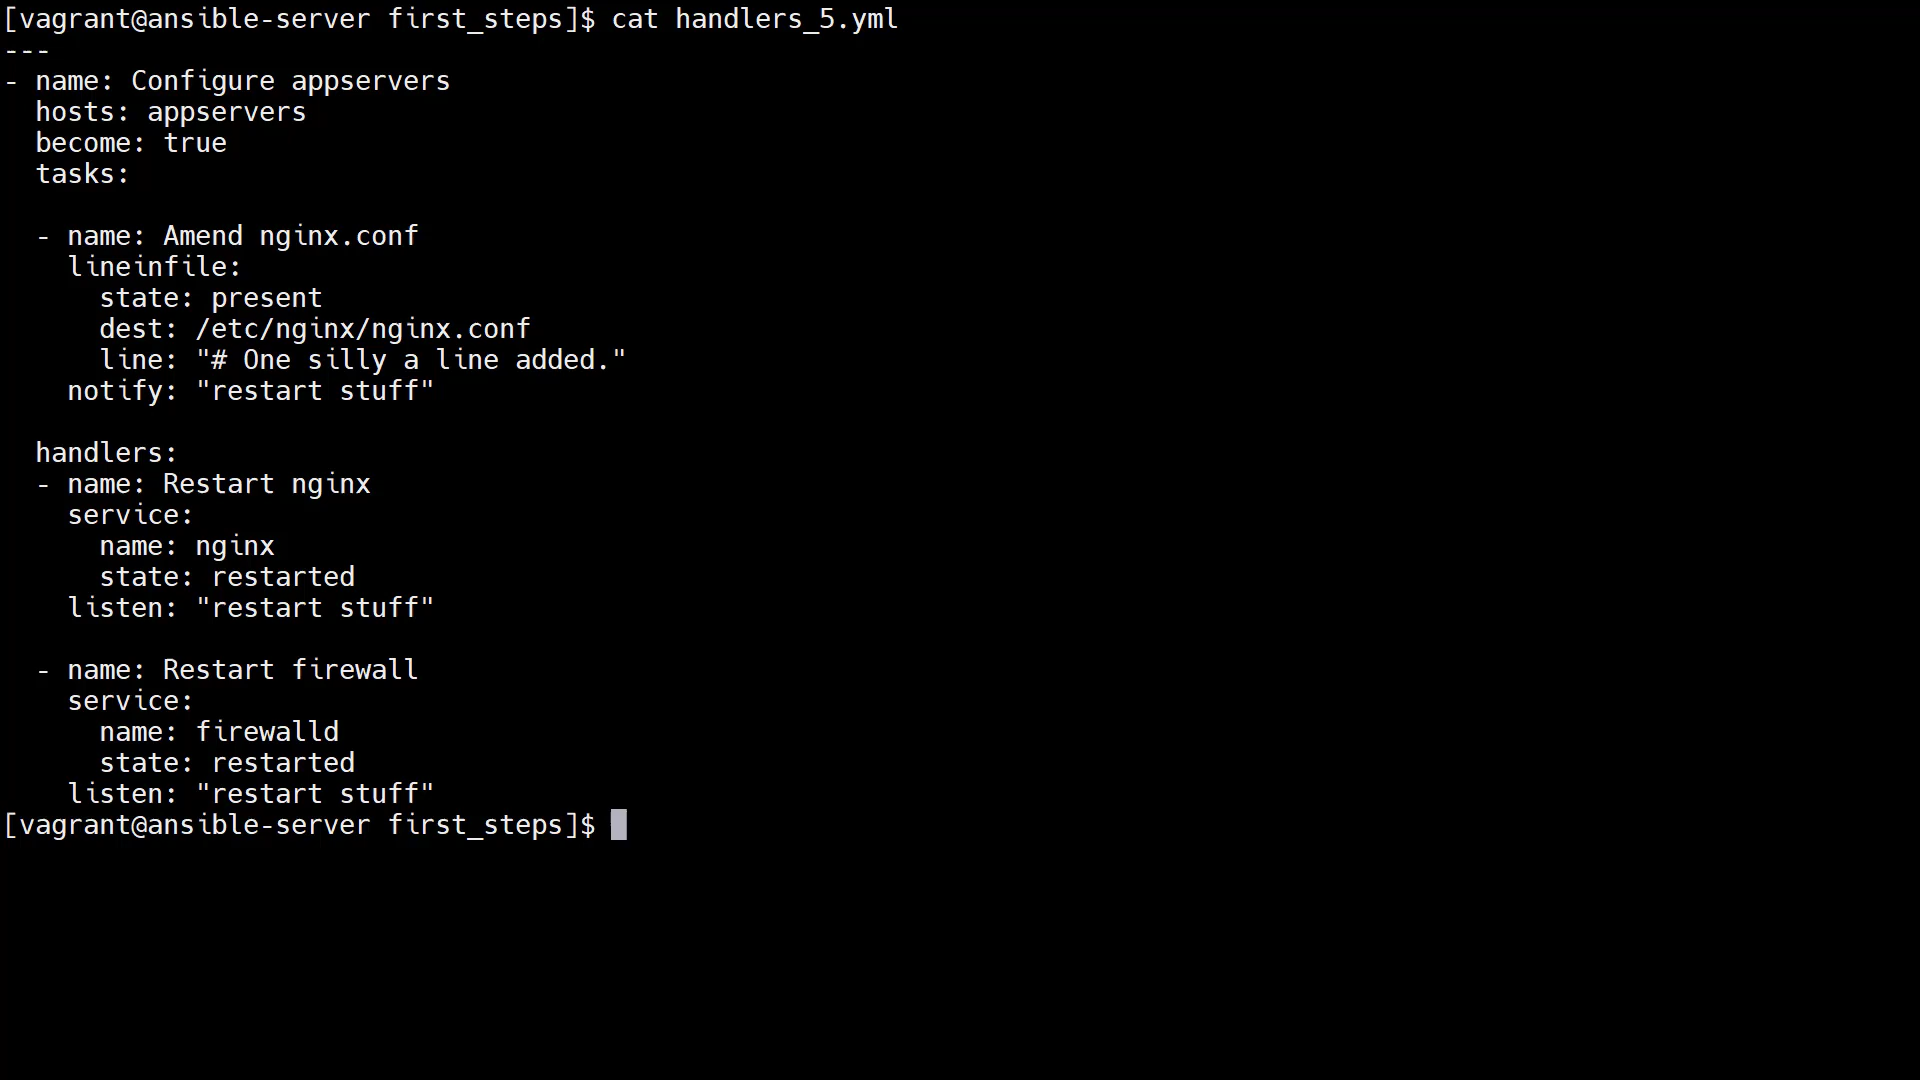 [vagrant@ansible-server first_steps]$ cat handlers_5.yml
---
- name: Configure appservers
  hosts: appservers
  become: true
  tasks:

  - name: Amend nginx.conf
    lineinfile:
      state: present
      dest: /etc/nginx/nginx.conf
      line: "# One silly a line added."
    notify: "restart stuff"

  handlers:
  - name: Restart nginx
    service:
      name: nginx
      state: restarted
    listen: "restart stuff"

  - name: Restart firewall
    service:
      name: firewalld
      state: restarted
    listen: "restart stuff"
[vagrant@ansible-server first_steps]$